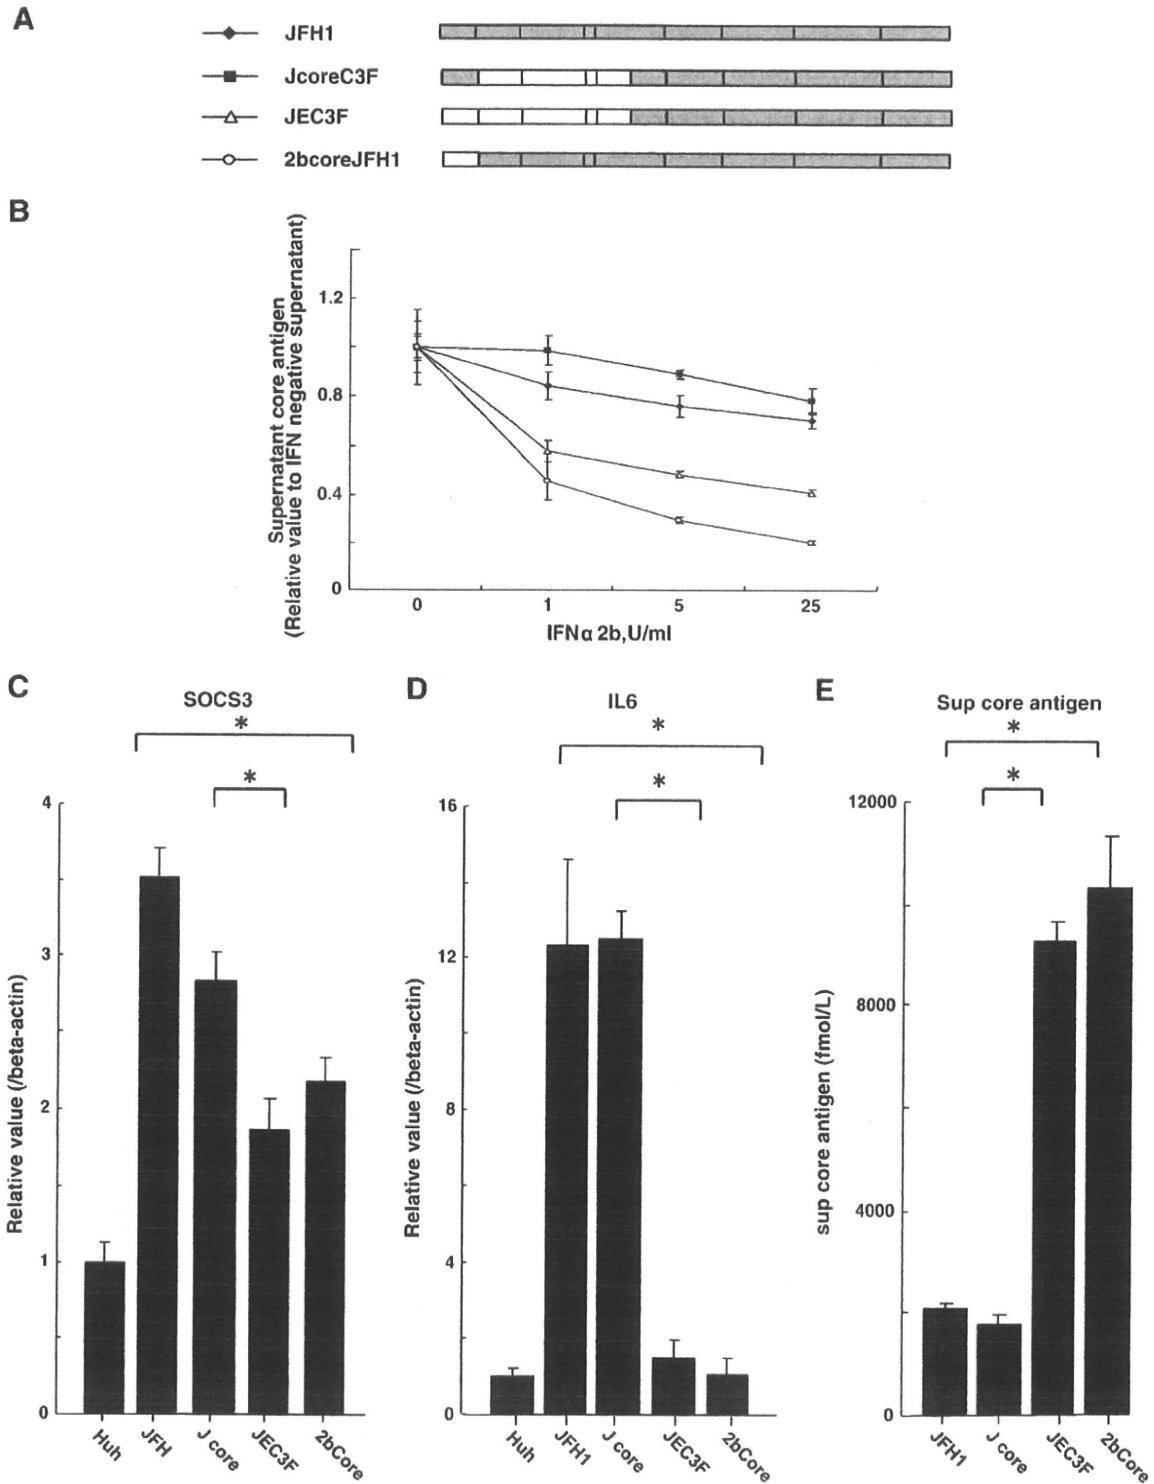 A
JFH1
JcoreC3F
JEC3F
2bcoreJFH1
B
Supernatant core antigen
(Relative value to IFN negative supernatant)
1.2
0.8
0.4
0
0 1 5 25
IFNα 2b,U/ml
C
SOCS3
*
*
Relative value (/beta-actin)
4
3
2
1
0
Huh
JFH
J core
JEC3F
2bCore
D
IL6
*
*
Relative value (/beta-actin)
16
12
8
4
0
Huh
JFH1
J core
JEC3F
2bCore
E
Sup core antigen
*
*
sup core antigen (fmol/L)
12000
8000
4000
0
JFH1
J core
JEC3F
2bCore